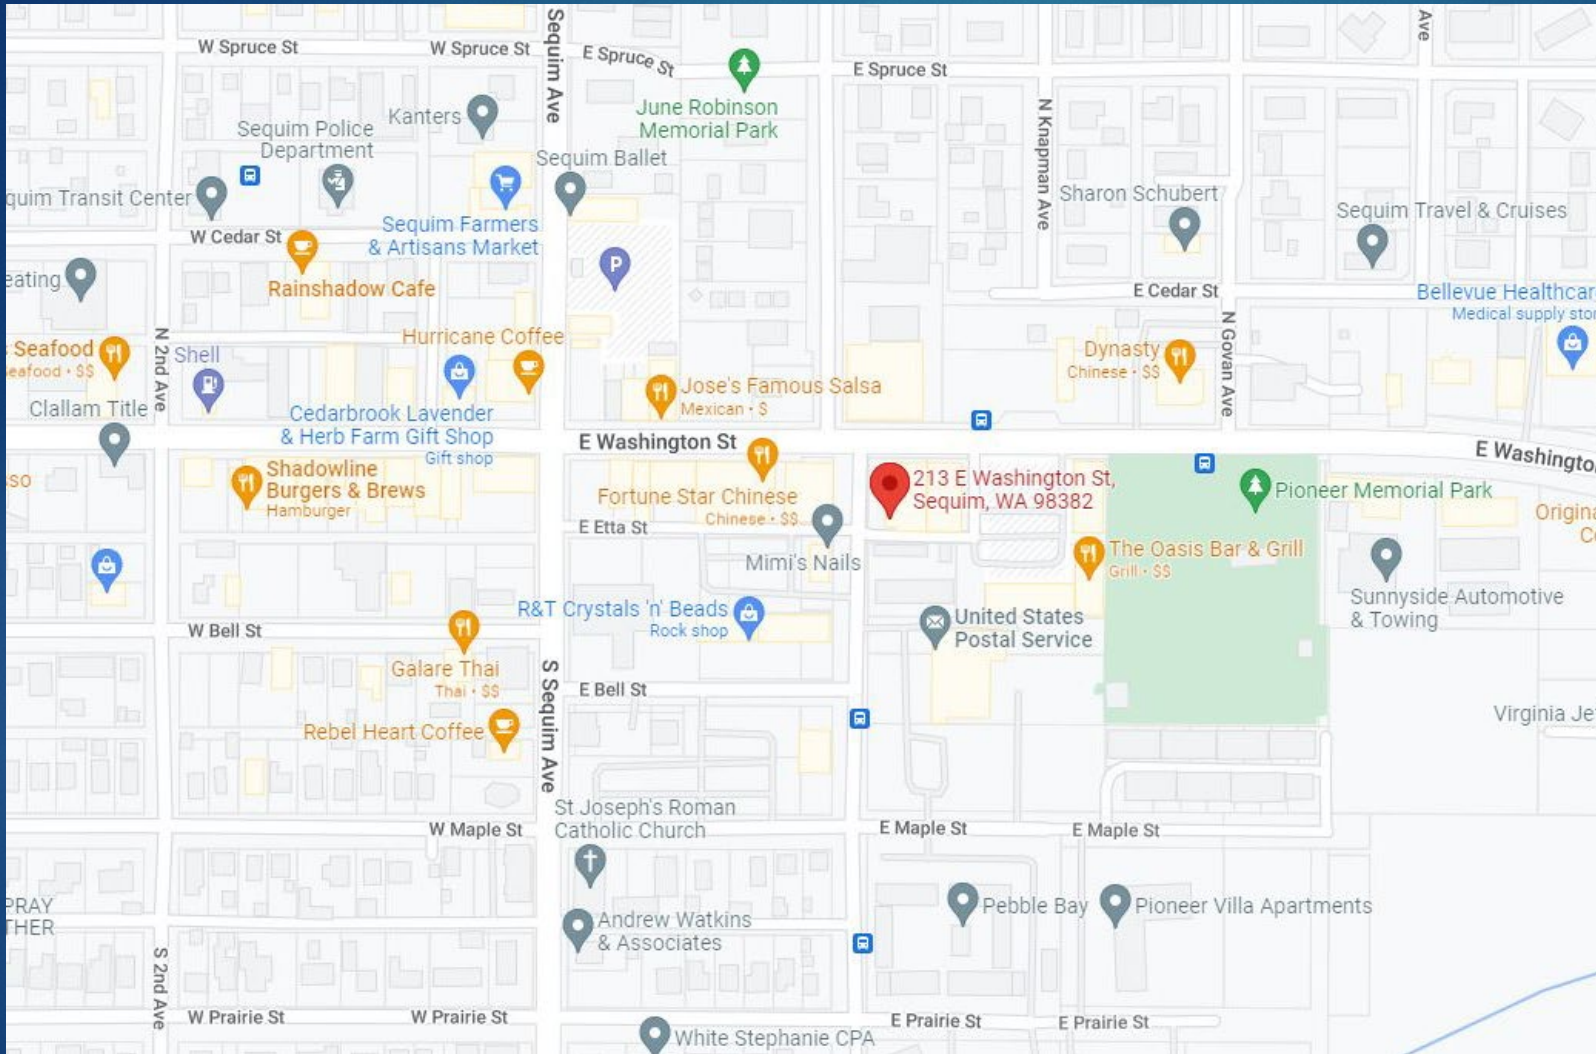 W Spruce St
W Spruce St
Sequim Ave
E Spruce St
E Spruce St
Ave
June Robinson
Memorial Park
Kanters
Sequim Police
Department
Sequim Ballet
N Knapman Ave
quim Transit Center
Sequim Farmers
& Artisans Market
Sharon Schubert
Sequim Travel & Cruises
W Cedar St
P
eating
Rainshadow Cafe
E Cedar St
Bellevue Healthcar
Medical supply sto
N 2nd Ave
Hurricane Coffee
N Govan Ave
Seafood
Seafood • $$
Shell
Dynasty
Chinese • $$
Jose's Famous Salsa
Mexican • $
Clallam Title
Cedarbrook Lavender
& Herb Farm Gift Shop
Gift shop
E Washington St
E Washingto
Shadowline
Burgers & Brews
Hamburger
sso
213 E Washington St,
Sequim, WA 98382
Pioneer Memorial Park
Fortune Star Chinese
Chinese • $$
E Etta St
Origina
Co
Mimi's Nails
The Oasis Bar & Grill
Grill • $$
R&T Crystals 'n' Beads
Rock shop
United States
Postal Service
Sunnyside Automotive
& Towing
W Bell St
Galare Thai
Thai • $$
S Sequim Ave
E Bell St
Rebel Heart Coffee
Virginia Je
St Joseph's Roman
Catholic Church
W Maple St
E Maple St
E Maple St
PRAY
THER
Andrew Watkins
& Associates
Pebble Bay
Pioneer Villa Apartments
S 2nd Ave
W Prairie St
W Prairie St
E Prairie St
E Prairie St
White Stephanie CPA